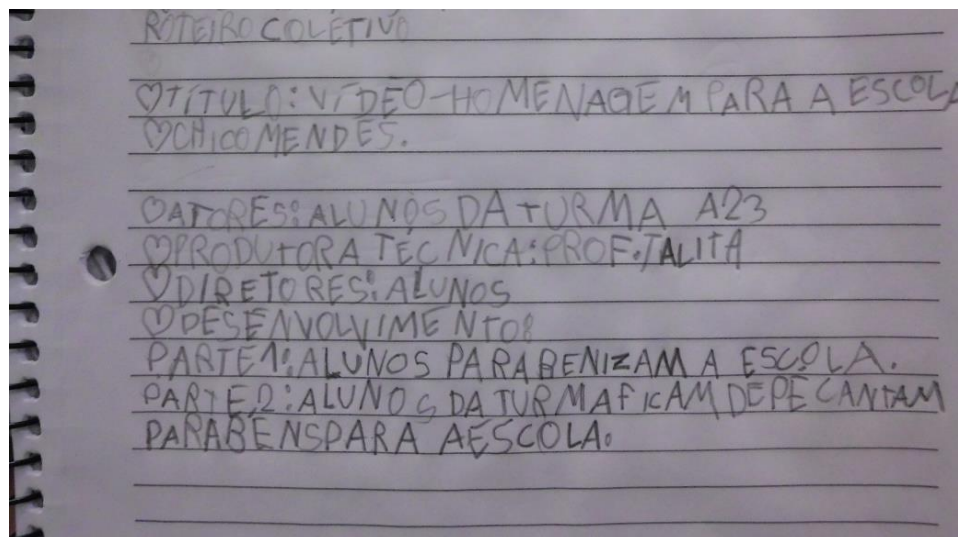 ROTEIRO COLETIVO
♡TÍTULO: VÍDEO-HOMENAGEM PARA A ESCOLA
♡CHICO MENDES.
♡ATORES: ALUNOS DA TURMA A23
♡PRODUTORA TÉCNICA: PROF. TALITA
♡DIRETORES: ALUNOS
♡DESENVOLVIMENTO:
PARTE 1: ALUNOS PARABENIZAM A ESCOLA.
PARTE 2: ALUNOS DA TURMA FICAM DE PÉ CANTAM
PARABÉNS PARA A ESCOLA.